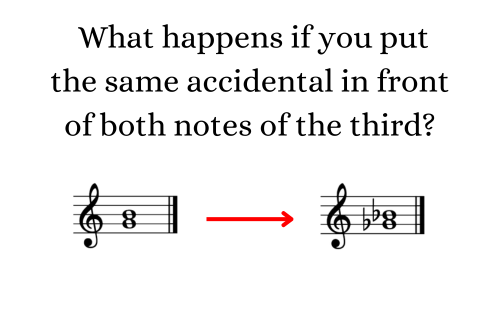 What happens if you put
the same accidental in front
of both notes of the third?